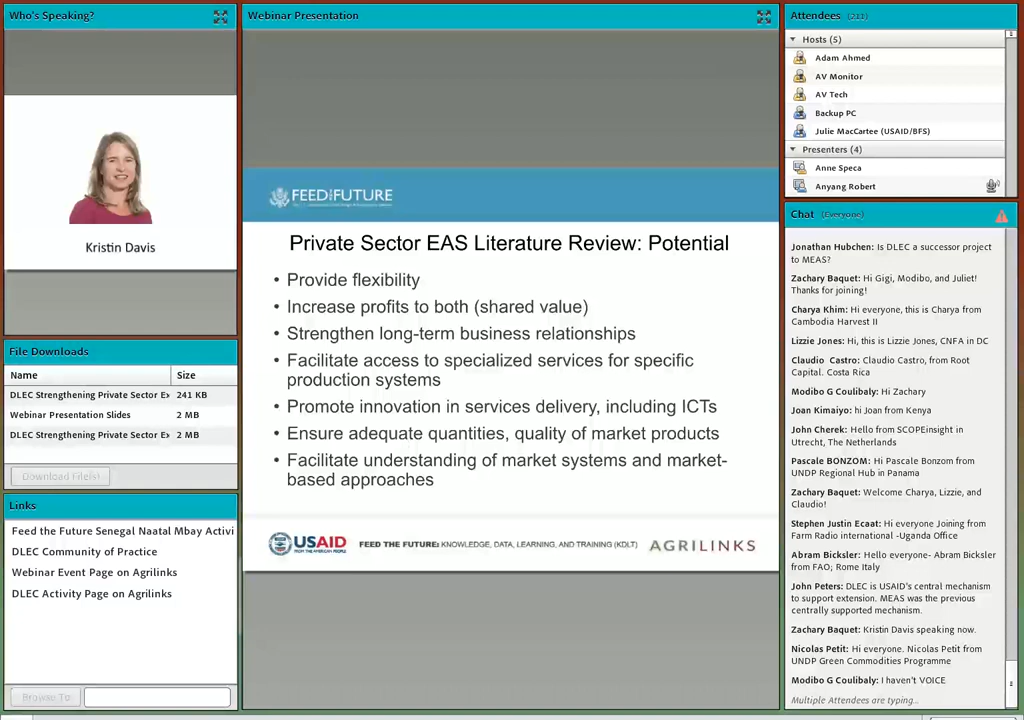 Who's Speaking?
Kristin Davis
File Downloads
Name
Size
DLEC Strengthening Private Sector Ex
241 KB
Webinar Presentation Slides
2 MB
DLEC Strengthening Private Sector Ex
2 MB
Download File(s)
Links
Feed the Future Senegal Naatal Mbay Activi
DLEC Community of Practice
Webinar Event Page on Agrilinks
DLEC Activity Page on Agrilinks
Browse To
Webinar Presentation
FEED THE FUTURE
Private Sector EAS Literature Review: Potential
• Provide flexibility
• Increase profits to both (shared value)
• Strengthen long-term business relationships
• Facilitate access to specialized services for specific
production systems
• Promote innovation in services delivery, including ICTs
• Ensure adequate quantities, quality of market products
• Facilitate understanding of market systems and market-
based approaches
USAID
FROM THE AMERICAN PEOPLE
FEED THE FUTURE: KNOWLEDGE, DATA, LEARNING, AND TRAINING (KDLT)
AGRILINKS
Attendees (211)
Hosts (5)
Adam Ahmed
AV Monitor
AV Tech
Backup PC
Julie MacCartee (USAID/BFS)
Presenters (4)
Anne Speca
Anyang Robert
Chat (Everyone)
Jonathan Hubchen: Is DLEC a successor project
to MEAS?
Zachary Baquet: Hi Gigi, Modibo, and Juliet!
Thanks for joining!
Charya Khim: Hi everyone, this is Charya from
Cambodia Harvest II
Lizzie Jones: Hi, this is Lizzie Jones, CNFA in DC
Claudio Castro: Claudio Castro, from Root
Capital. Costa Rica
Modibo G Coulibaly: Hi Zachary
Joan Kimaiyo: hi Joan from Kenya
John Cherek: Hello from SCOPEinsight in
Utrecht, The Netherlands
Pascale BONZOM: Hi Pascale Bonzom from
UNDP Regional Hub in Panama
Zachary Baquet: Welcome Charya, Lizzie, and
Claudio!
Stephen Justin Ecaat: Hi everyone Joining from
Farm Radio international -Uganda Office
Abram Bicksler: Hello everyone- Abram Bicksler
from FAO; Rome Italy
John Peters: DLEC is USAID's central mechanism
to support extension. MEAS was the previous
centrally supported mechanism.
Zachary Baquet: Kristin Davis speaking now.
Nicolas Petit: Hi everyone. Nicolas Petit from
UNDP Green Commodities Programme
Modibo G Coulibaly: I haven't VOICE
Multiple Attendees are typing...